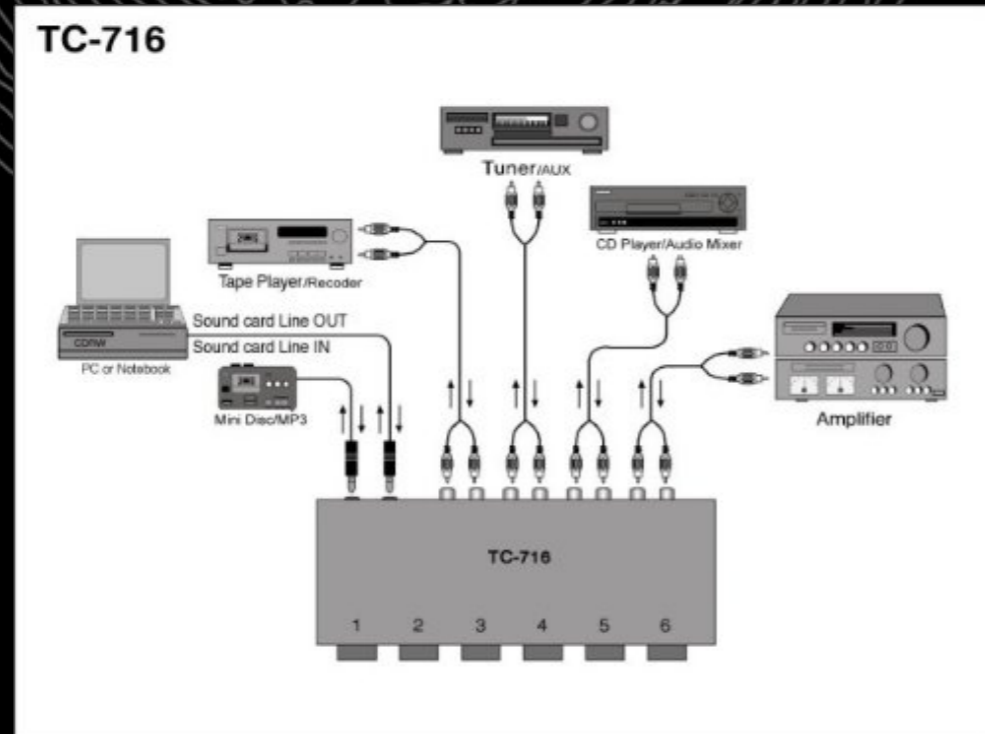 TC-716
Tuner/AUX
CD Player/Audio Mixer
Tape Player/Recoder
Sound card Line OUT
CDRW
Sound card Line IN
PC or Notebook
Mini Disc/MP3
Amplifier
TC-716
1 2 3 4 5 6